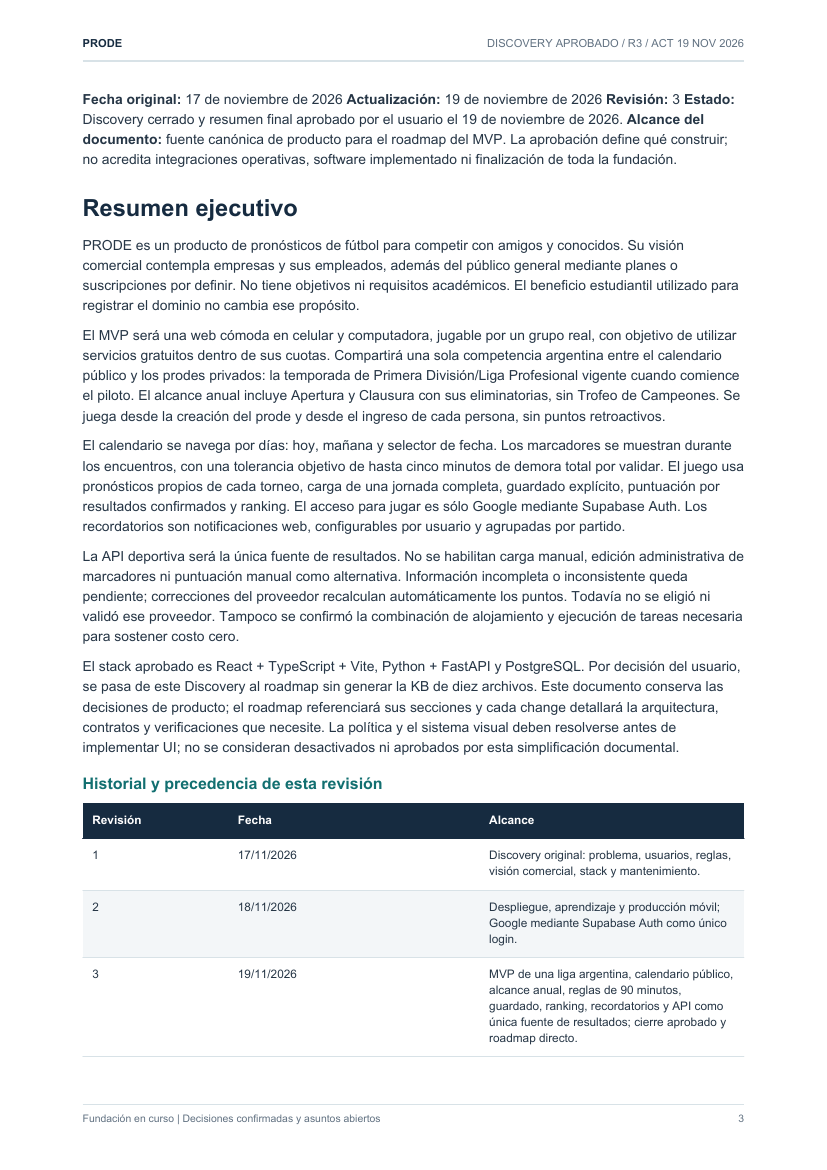 PRODE
DISCOVERY APROBADO / R3 / ACT 19 NOV 2026
Fecha original: 17 de noviembre de 2026 Actualización: 19 de noviembre de 2026 Revisión: 3 Estado:
Discovery cerrado y resumen final aprobado por el usuario el 19 de noviembre de 2026. Alcance del
documento: fuente canónica de producto para el roadmap del MVP. La aprobación define qué construir;
no acredita integraciones operativas, software implementado ni finalización de toda la fundación.
Resumen ejecutivo
PRODE es un producto de pronósticos de fútbol para competir con amigos y conocidos. Su visión
comercial contempla empresas y sus empleados, además del público general mediante planes o
suscripciones por definir. No tiene objetivos ni requisitos académicos. El beneficio estudiantil utilizado para
registrar el dominio no cambia ese propósito.
El MVP será una web cómoda en celular y computadora, jugable por un grupo real, con objetivo de utilizar
servicios gratuitos dentro de sus cuotas. Compartirá una sola competencia argentina entre el calendario
público y los prodes privados: la temporada de Primera División/Liga Profesional vigente cuando comience
el piloto. El alcance anual incluye Apertura y Clausura con sus eliminatorias, sin Trofeo de Campeones. Se
juega desde la creación del prode y desde el ingreso de cada persona, sin puntos retroactivos.
El calendario se navega por días: hoy, mañana y selector de fecha. Los marcadores se muestran durante
los encuentros, con una tolerancia objetivo de hasta cinco minutos de demora total por validar. El juego usa
pronósticos propios de cada torneo, carga de una jornada completa, guardado explícito, puntuación por
resultados confirmados y ranking. El acceso para jugar es sólo Google mediante Supabase Auth. Los
recordatorios son notificaciones web, configurables por usuario y agrupadas por partido.
La API deportiva será la única fuente de resultados. No se habilitan carga manual, edición administrativa de
marcadores ni puntuación manual como alternativa. Información incompleta o inconsistente queda
pendiente; correcciones del proveedor recalculan automáticamente los puntos. Todavía no se eligió ni
validó ese proveedor. Tampoco se confirmó la combinación de alojamiento y ejecución de tareas necesaria
para sostener costo cero.
El stack aprobado es React + TypeScript + Vite, Python + FastAPI y PostgreSQL. Por decisión del usuario,
se pasa de este Discovery al roadmap sin generar la KB de diez archivos. Este documento conserva las
decisiones de producto; el roadmap referenciará sus secciones y cada change detallará la arquitectura,
contratos y verificaciones que necesite. La política y el sistema visual deben resolverse antes de
implementar UI; no se consideran desactivados ni aprobados por esta simplificación documental.
Historial y precedencia de esta revisión
Revisión Fecha Alcance
1 17/11/2026 Discovery original: problema, usuarios, reglas,
visión comercial, stack y mantenimiento.
2 18/11/2026 Despliegue, aprendizaje y producción móvil;
Google mediante Supabase Auth como único
login.
3 19/11/2026 MVP de una liga argentina, calendario público,
alcance anual, reglas de 90 minutos,
guardado, ranking, recordatorios y API como
única fuente de resultados; cierre aprobado y
roadmap directo.
Fundación en curso | Decisiones confirmadas y asuntos abiertos
3